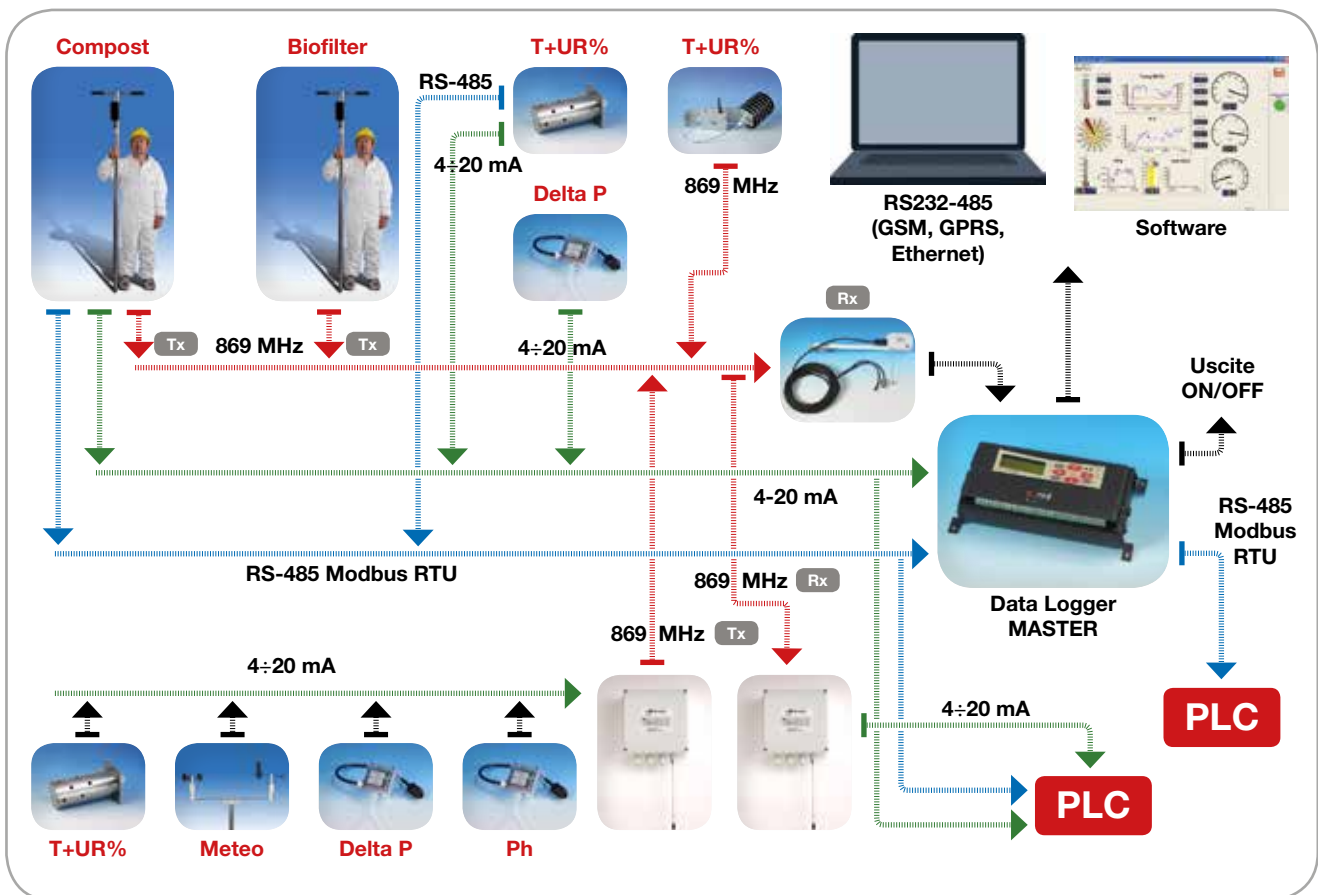 Compost
Biofilter
T+UR%
T+UR%
RS-485
4÷20 mA
869 MHz
Delta P
RS232-485
(GSM, GPRS,
Ethernet)
Software
Rx
Tx
869 MHz
Tx
4÷20 mA
Uscite
ON/OFF
4-20 mA
RS-485
Modbus
RTU
RS-485 Modbus RTU
869 MHz
Rx
Data Logger
MASTER
869 MHz
Tx
4÷20 mA
PLC
4÷20 mA
PLC
T+UR%
Meteo
Delta P
Ph